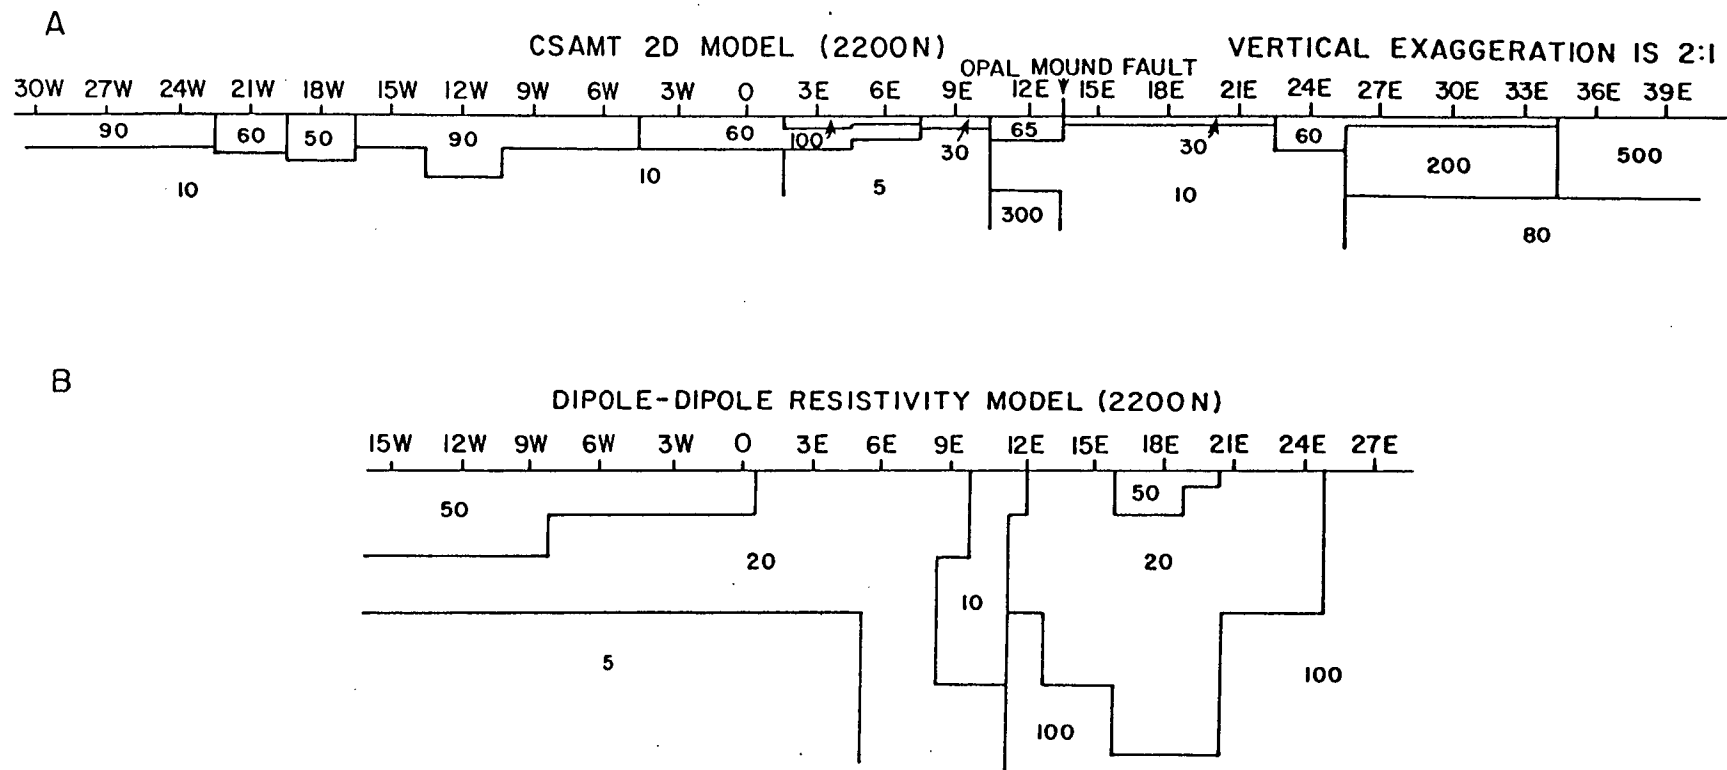 A
CSAMT 2D MODEL (2200N)
VERTICAL EXAGGERATION IS 2:1
OPAL MOUND FAULT
30W 27W 24W 21W 18W 15W 12W 9W 6W 3W 0 3E 6E 9E 12E 15E 18E 21E 24E 27E 30E 33E 36E 39E
90 60 50 90 60 100 30 65 30 60 200 500
10 10 5 300 10 80
B
DIPOLE-DIPOLE RESISTIVITY MODEL (2200N)
15W 12W 9W 6W 3W 0 3E 6E 9E 12E 15E 18E 21E 24E 27E
50 50
20 20
10
5 100
100